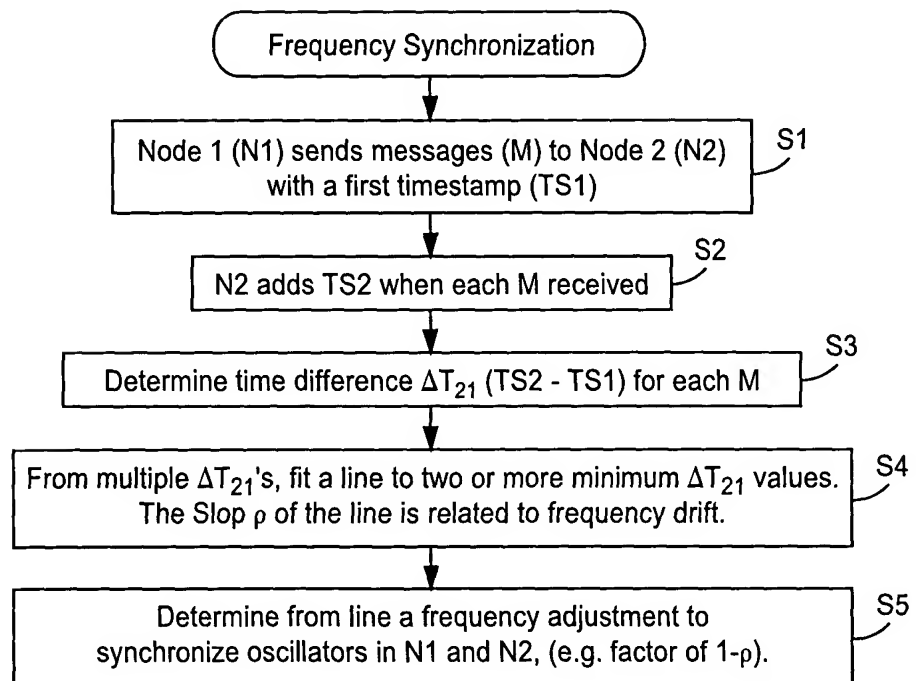 Frequency Synchronization
Node 1 (N1) sends messages (M) to Node 2 (N2)
with a first timestamp (TS1)
S1
N2 adds TS2 when each M received
S2
Determine time difference ΔT21 (TS2 - TS1) for each M
S3
From multiple ΔT21's, fit a line to two or more minimum ΔT21 values.
The Slop ρ of the line is related to frequency drift.
S4
Determine from line a frequency adjustment to
synchronize oscillators in N1 and N2, (e.g. factor of 1-ρ).
S5